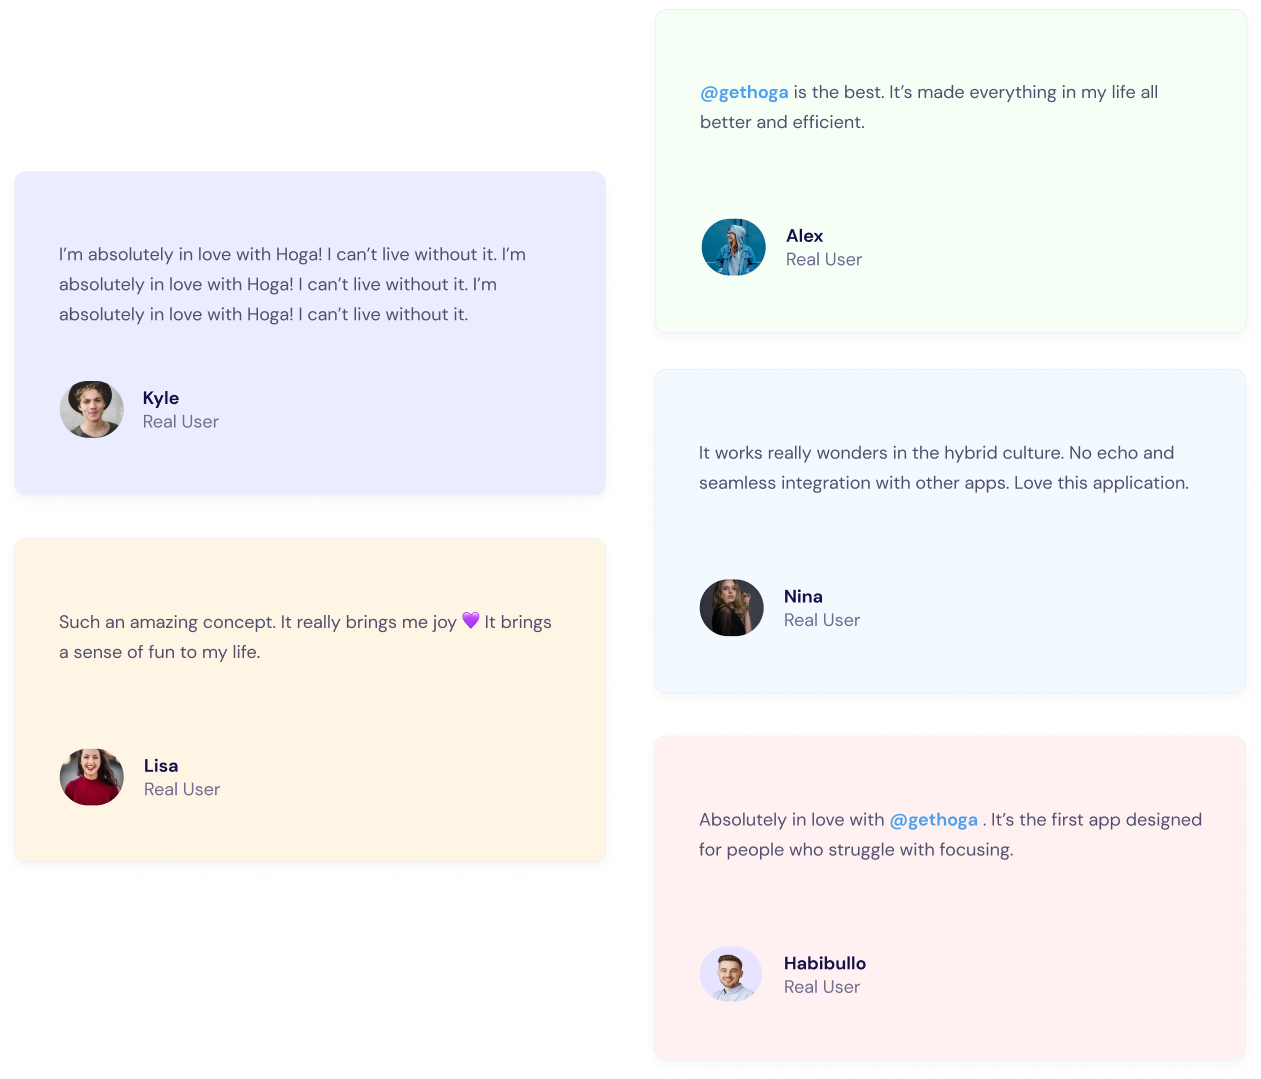 I’m absolutely in love with Hoga! I can’t live without it. I’m
absolutely in love with Hoga! I can’t live without it. I’m
absolutely in love with Hoga! I can’t live without it.
Kyle
Real User
Such an amazing concept. It really brings me joy 💜 It brings
a sense of fun to my life.
Lisa
Real User
@gethoga is the best. It’s made everything in my life all
better and efficient.
Alex
Real User
It works really wonders in the hybrid culture. No echo and
seamless integration with other apps. Love this application.
Nina
Real User
Absolutely in love with @gethoga . It’s the first app designed
for people who struggle with focusing.
Habibullo
Real User